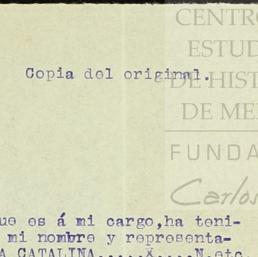 CENTRO
ESTUD
Copia del original.
DE HIST
DE ME
FUNDA
Carlos
ue es á mi cargo,ha teni-
mi nombre y representa-
A CATALINA.....X....N.etc.